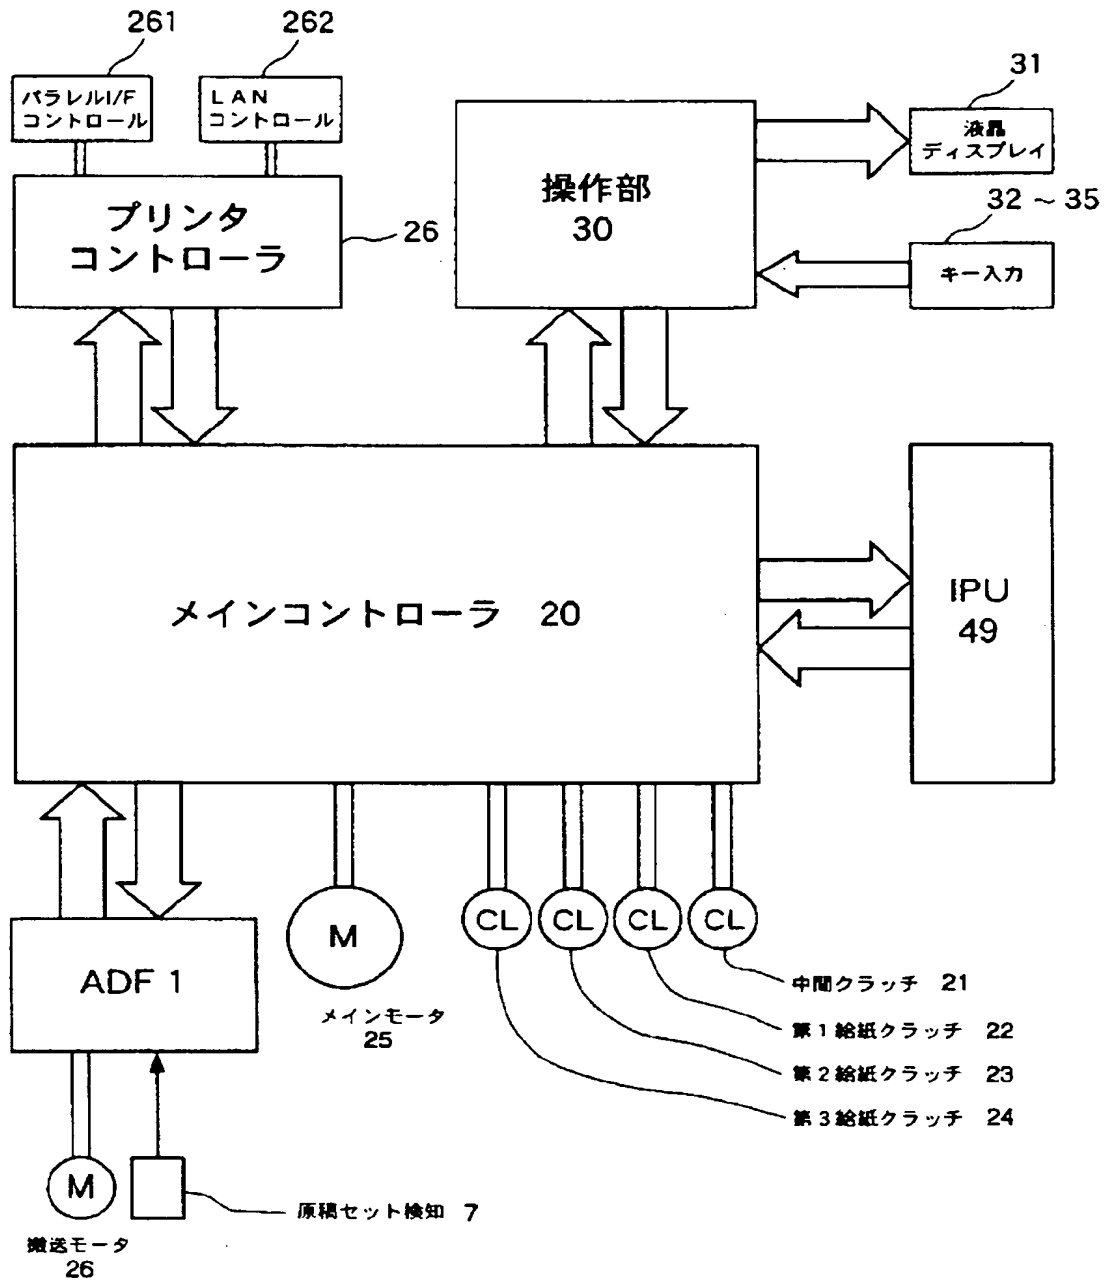 261
262
パラレルI/F
コントロール
LAN
コントロール
31
液晶
ディスプレイ
プリンタ
コントローラ
26
操作部
30
32 ～ 35
キー入力
メインコントローラ 20
IPU
49
ADF 1
M
CL
CL
CL
CL
メインモータ
25
中間クラッチ 21
第1給紙クラッチ 22
第2給紙クラッチ 23
第3給紙クラッチ 24
M
搬送モータ
26
原稿セット検知 7